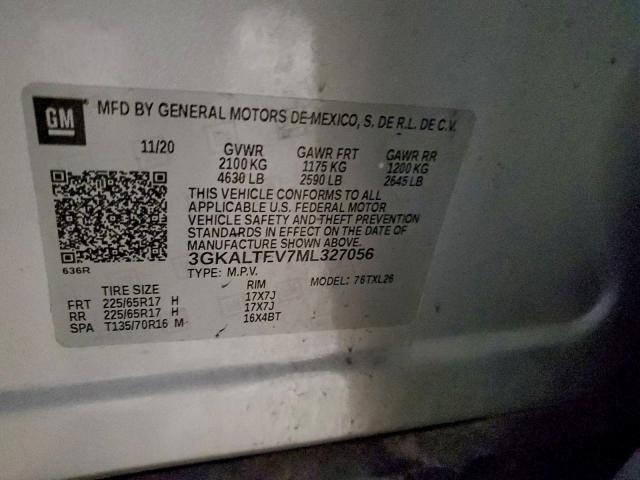 GM ® MFD BY GENERAL MOTORS DE MEXICO, S. DE R.L. DE C.V.
11/20 GVWR GAWR FRT GAWR RR
2100 KG 1175 KG 1200 KG
4630 LB 2590 LB 2645 LB
THIS VEHICLE CONFORMS TO ALL
APPLICABLE U.S. FEDERAL MOTOR
VEHICLE SAFETY AND THEFT PREVENTION
STANDARDS IN EFFECT ON THE DATE OF
MANUFACTURE SHOWN ABOVE.
3GKALTEV7ML327056
636R
TYPE: M.P.V. MODEL: 76TXL26
TIRE SIZE RIM
FRT 225/65R17 H 17X7J
RR 225/65R17 H 17X7J
SPA T135/70R16 M 16X4BT